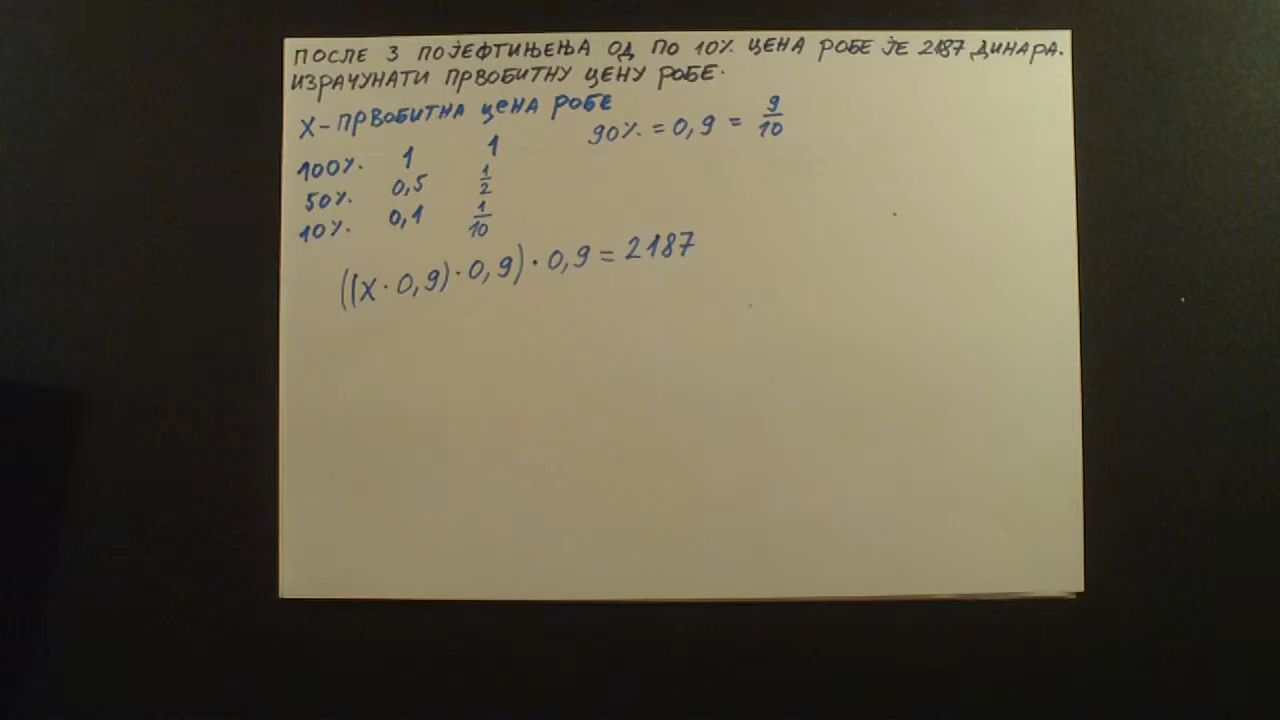 ПОСЛЕ 3 ПОЈЕФТИЊЕЊА ОД ПО 10% ЦЕНА РОБЕ ЈЕ 2187 ДИНАРА.
ИЗРАЧУНАТИ ПРВОБИТНУ ЦЕНУ РОБЕ.
X - ПРВОБИТНА ЦЕНА РОБЕ
90% = 0,9 = 9/10
100% 1 1
50% 0,5 1/2
10% 0,1 1/10
((X · 0,9) · 0,9) · 0,9 = 2187